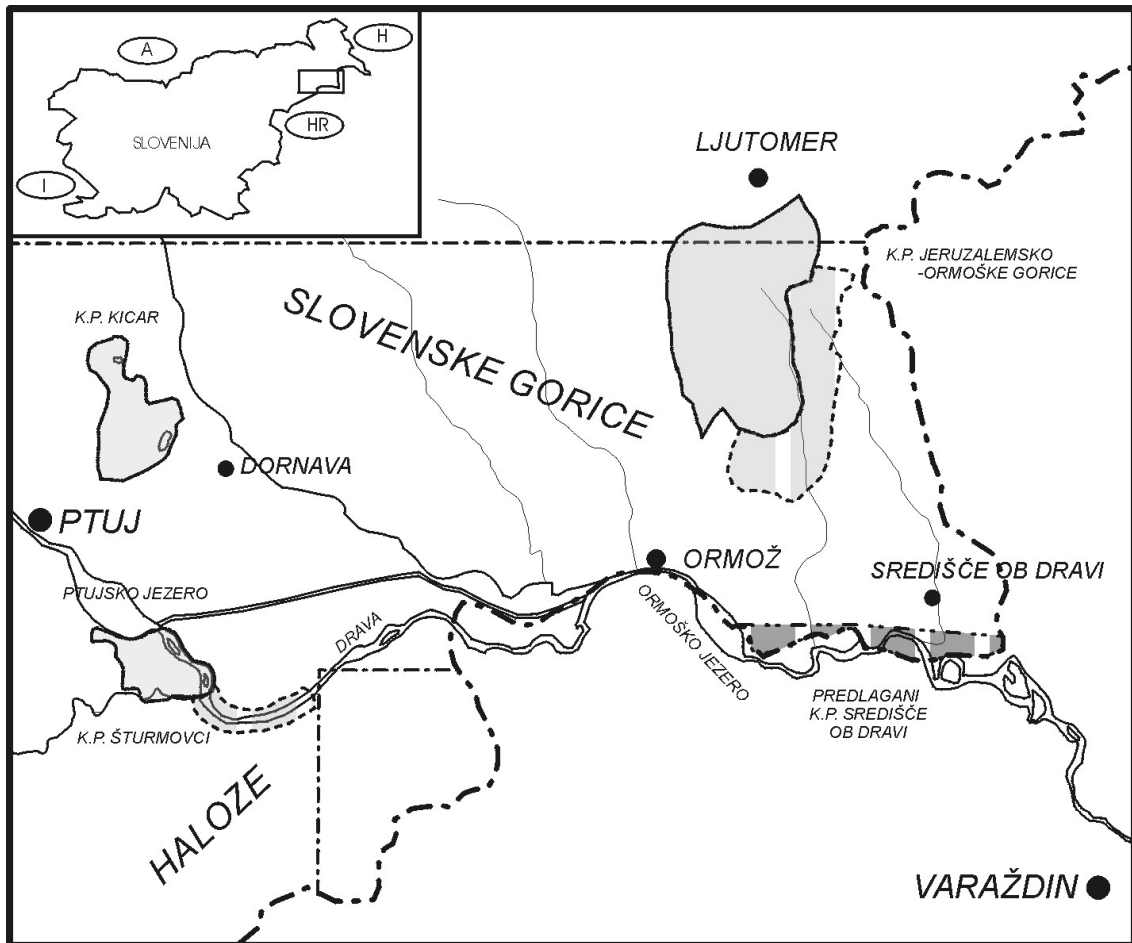 A
H
SLOVENIJA
HR
I
LJUTOMER
K.P. JERUZALEMSKO
-ORMOŠKE GORICE
K.P. KICAR
SLOVENSKE GORICE
DORNAVA
PTUJ
ORMOŽ
SREDIŠČE OB DRAVI
PTUJSKO JEZERO
DRAVA
ORMOŠKO JEZERO
PREDLAGANI
K.P. SREDIŠČE
OB DRAVI
K.P. ŠTURMOVCI
HALOZE
VARAŽDIN